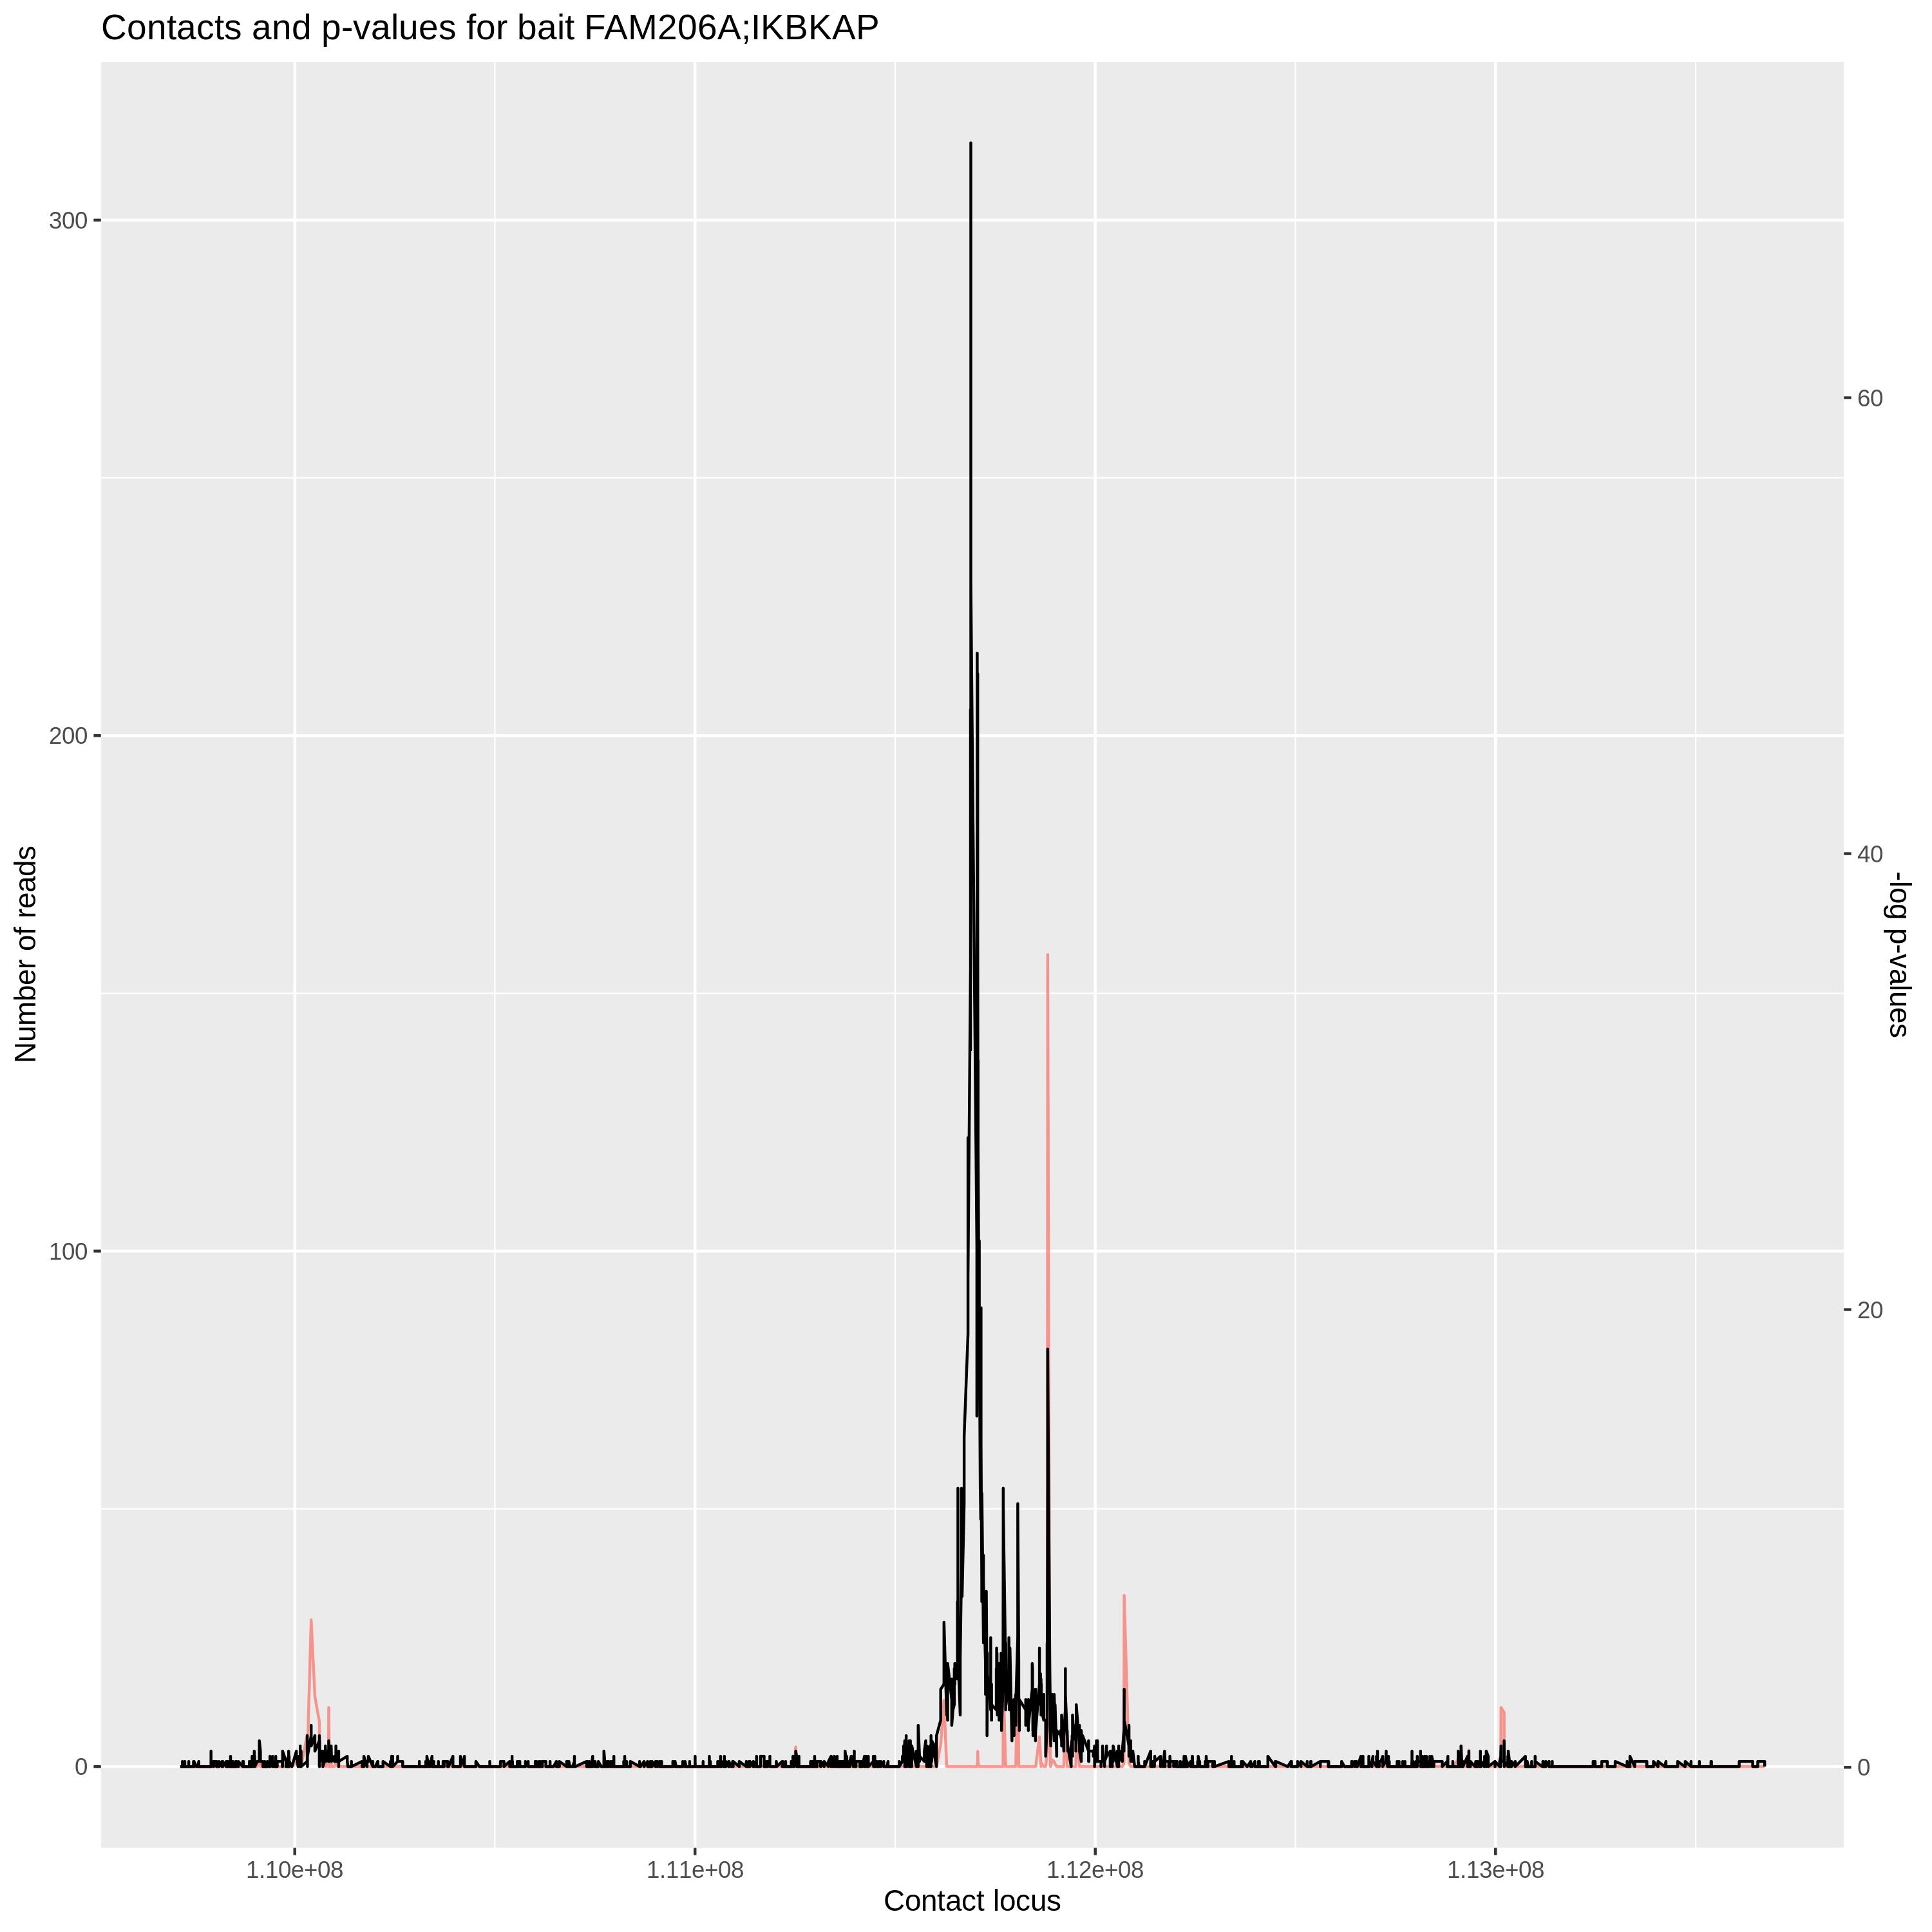 Contacts and p-values for bait FAM206A;IKBKAP
300
200
100
0
Number of reads
60
40
20
0
-log p-values
1.10e+08 1.11e+08 1.12e+08 1.13e+08
Contact locus